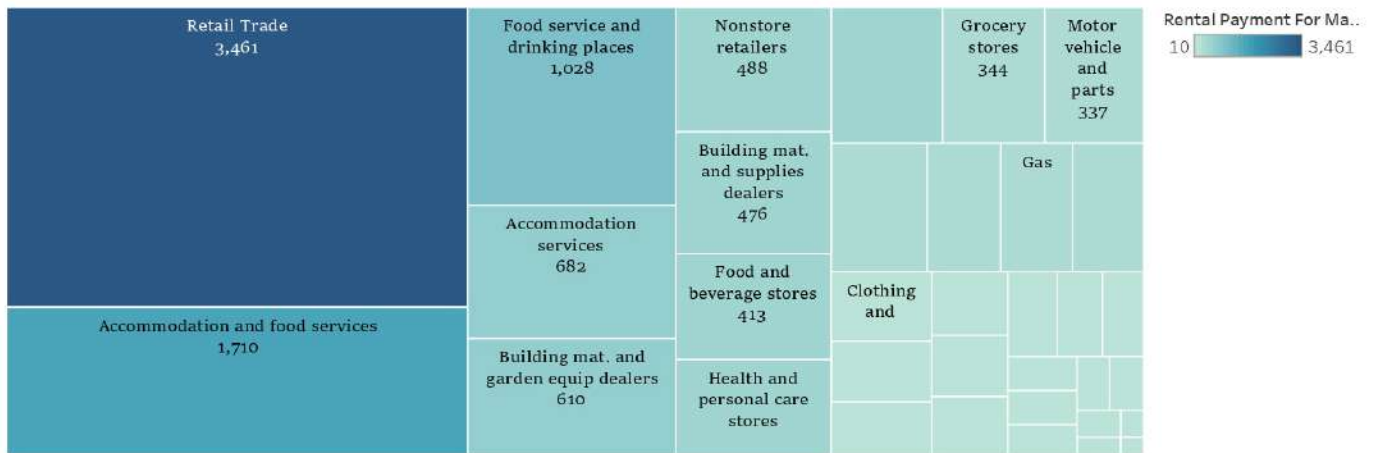 Retail Trade
3,461
Accommodation and food services
1,710
Food service and
drinking places
1,028
Accommodation
services
682
Building mat. and
garden equip dealers
610
Nonstore
retailers
488
Building mat.
and supplies
dealers
476
Food and
beverage stores
413
Health and
personal care
stores
Grocery
stores
344
Motor
vehicle
and
parts
337
Gas
Clothing
and
Rental Payment For Ma..
10 3,461